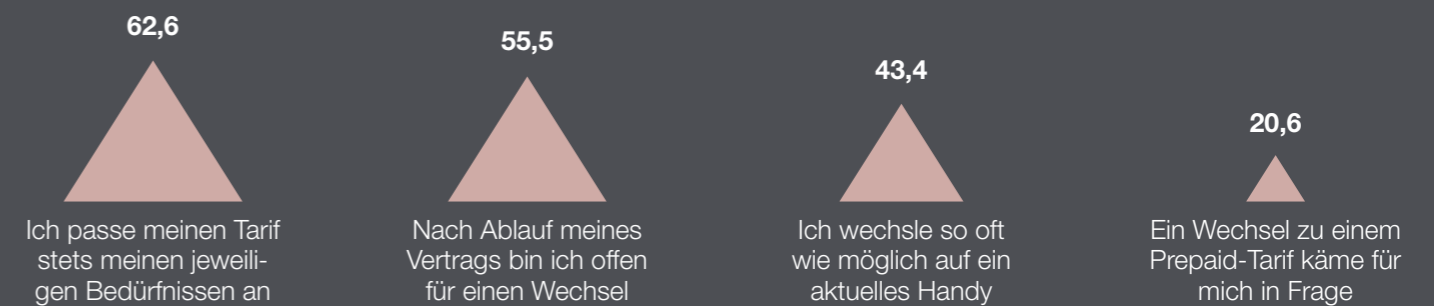 62,6
Ich passe meinen Tarif
stets meinen jeweili-
gen Bedürfnissen an
55,5
Nach Ablauf meines
Vertrags bin ich offen
für einen Wechsel
43,4
Ich wechsle so oft
wie möglich auf ein
aktuelles Handy
20,6
Ein Wechsel zu einem
Prepaid-Tarif käme für
mich in Frage